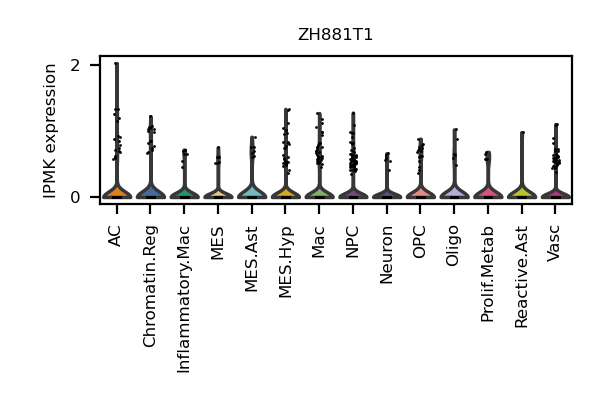 ZH881T1
IPMK expression
2
0
AC
Chromatin.Reg
Inflammatory.Mac
MES
MES.Ast
MES.Hyp
Mac
NPC
Neuron
OPC
Oligo
Prolif.Metab
Reactive.Ast
Vasc